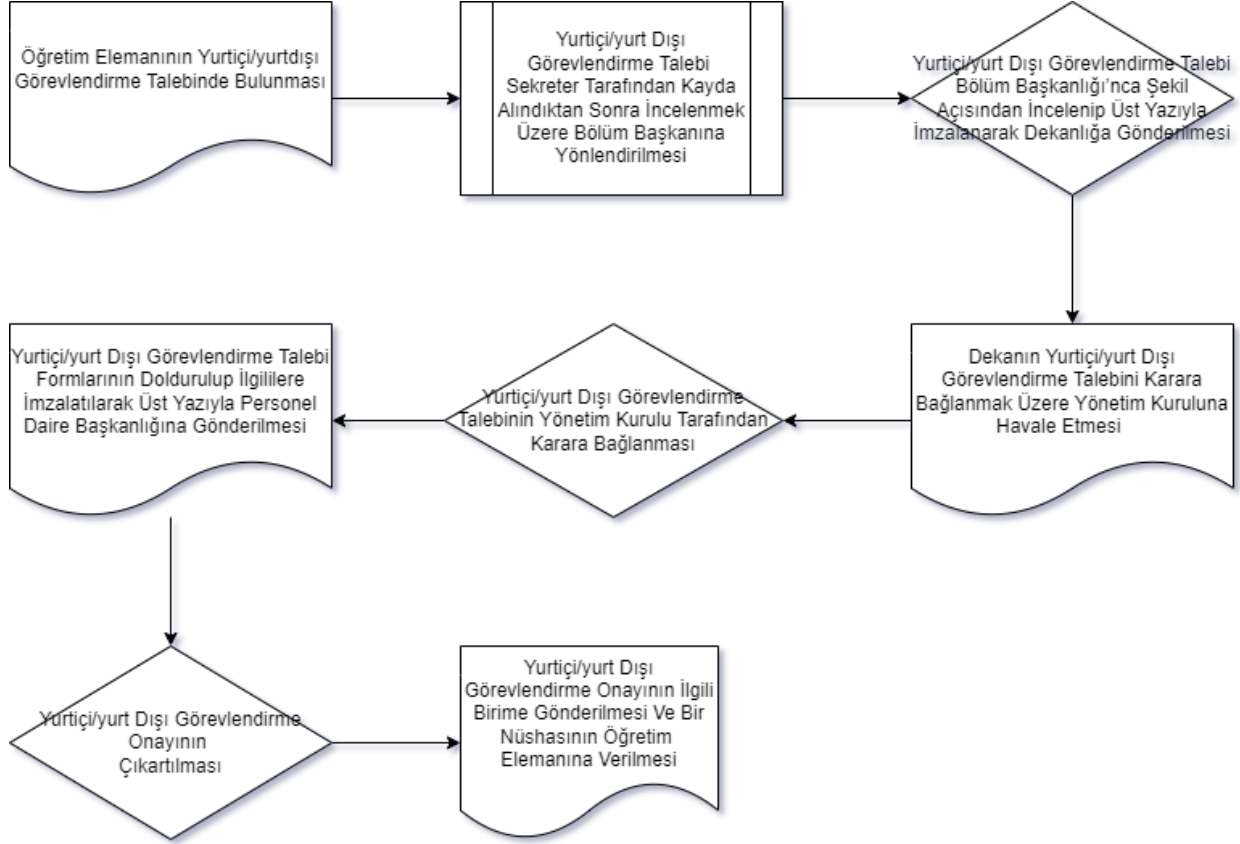 Öğretim Elemanının Yurtiçi/yurtdışı
Görevlendirme Talebinde Bulunması
Yurtiçi/yurt Dışı
Görevlendirme Talebi
Sekreter Tarafından Kayda
Alındıktan Sonra İncelenmek
Üzere Bölüm Başkanına
Yönlendirilmesi
Yurtiçi/yurt Dışı Görevlendirme Talebi
Bölüm Başkanlığı'nca Şekil
Açısından İncelenip Üst Yazıyla
İmzalanarak Dekanlığa Gönderilmesi
Dekanın Yurtiçi/yurt Dışı
Görevlendirme Talebini Karara
Bağlanmak Üzere Yönetim Kuruluna
Havale Etmesi
Yurtiçi/yurt Dışı Görevlendirme
Talebinin Yönetim Kurulu Tarafından
Karara Bağlanması
Yurtiçi/yurt Dışı Görevlendirme Talebi
Formlarının Doldurulup İlgililere
İmzalatılarak Üst Yazıyla Personel
Daire Başkanlığına Gönderilmesi
Yurtiçi/yurt Dışı Görevlendirme
Onayının
Çıkartılması
Yurtiçi/yurt Dışı
Görevlendirme Onayının İlgili
Birime Gönderilmesi Ve Bir
Nüshasının Öğretim
Elemanına Verilmesi